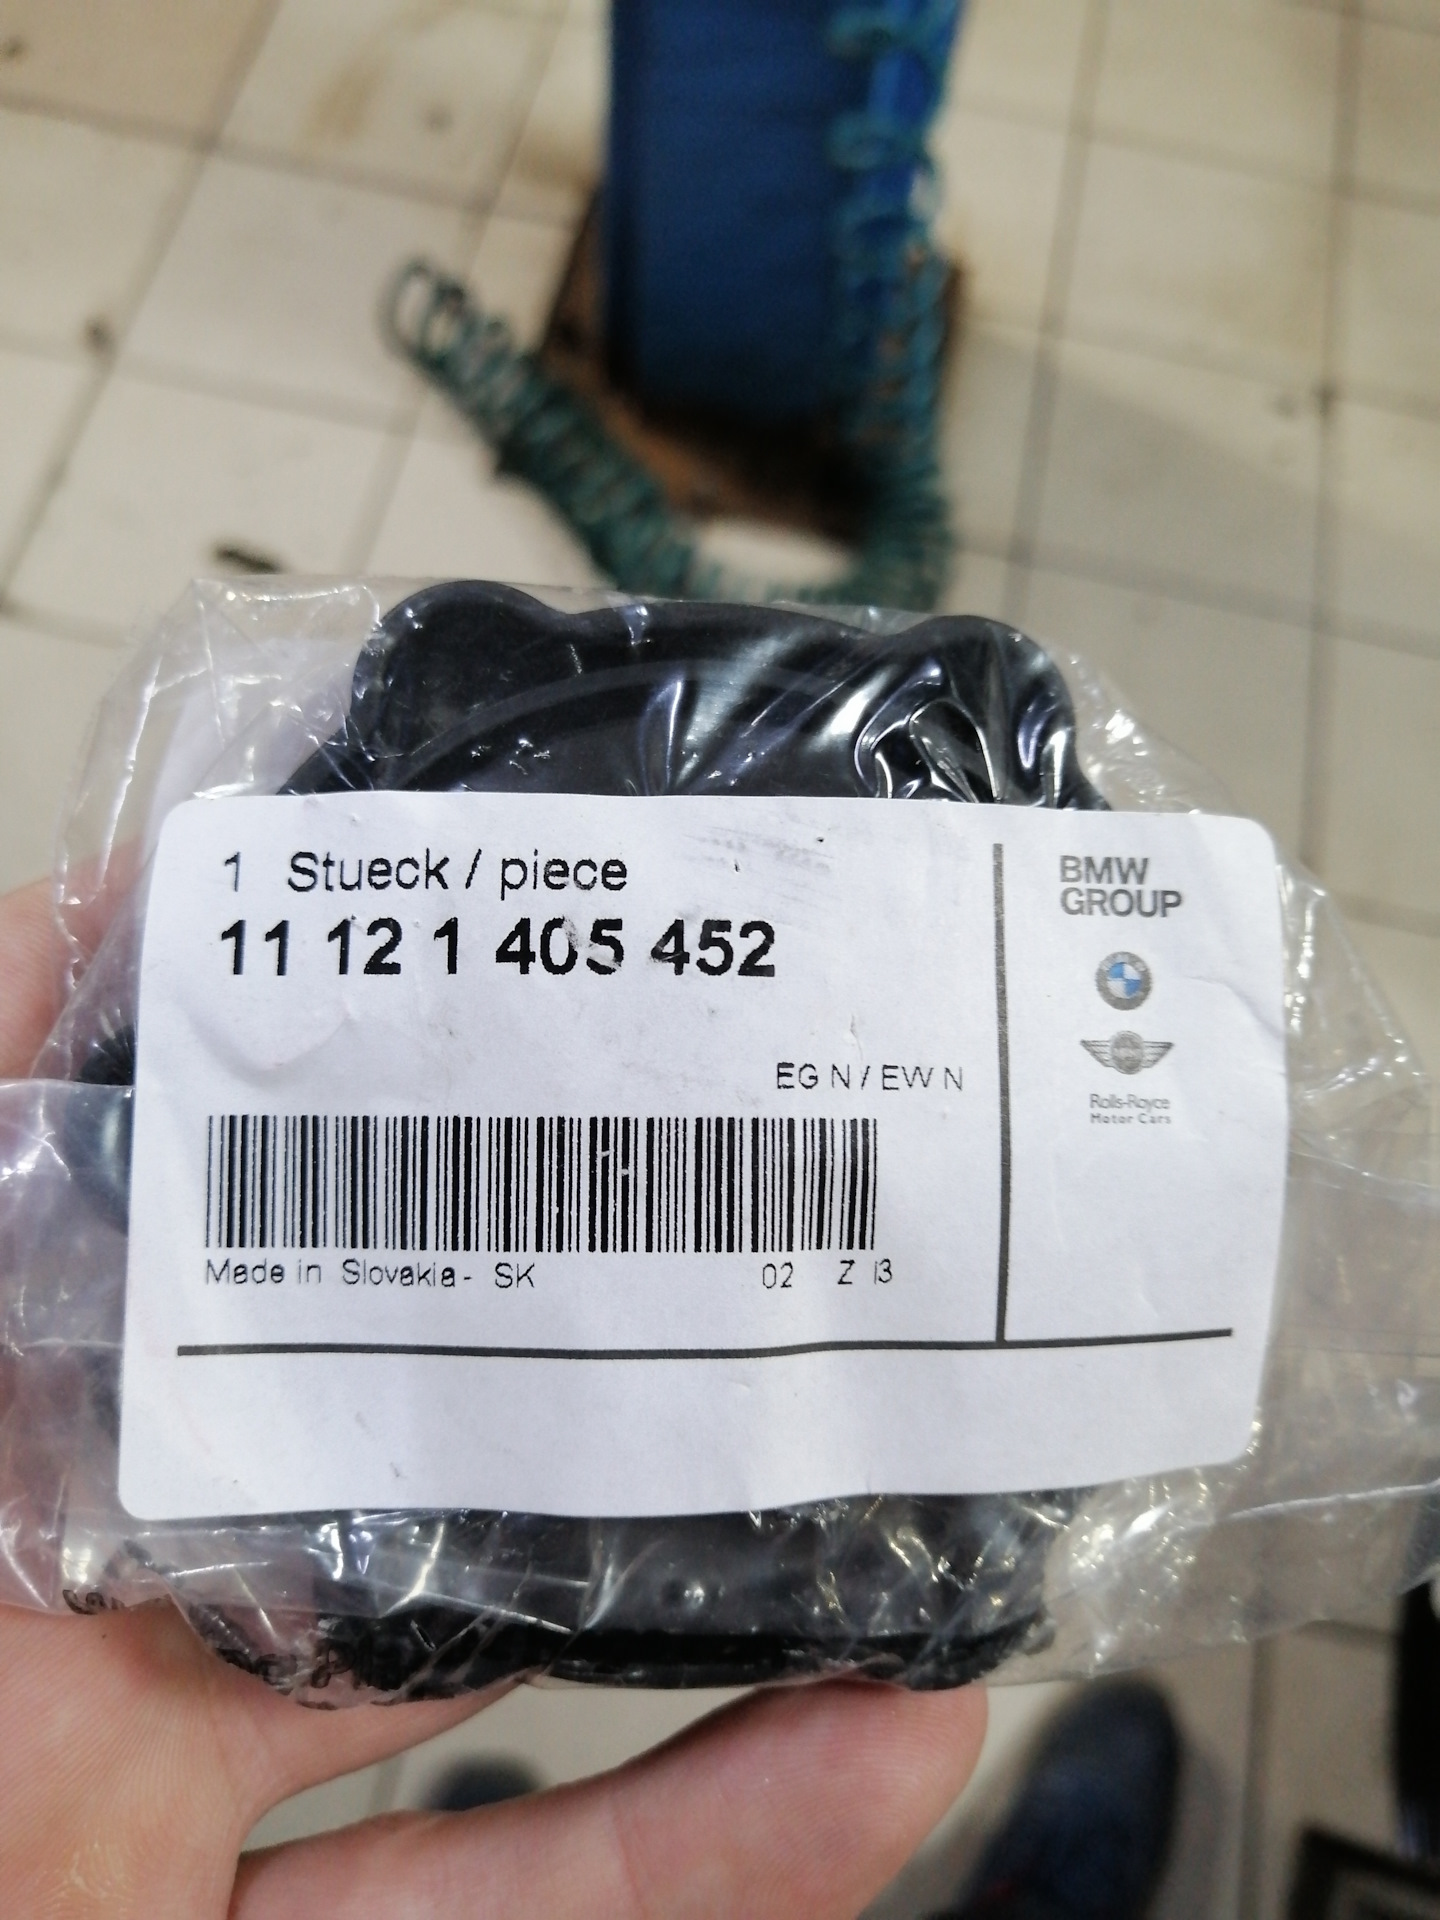 1 Stueck / piece
11 12 1 405 452
EG N / EW N
Made in Slovakia - SK 02 Z 13
BMW
GROUP
Rolls-Royce
Motor Cars